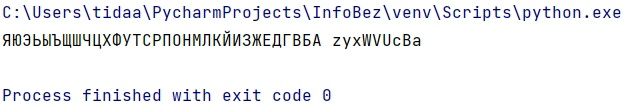 C:\Users\tidaa\PycharmProjects\InfoBez\venv\Scripts\python.exe
ЯЮЭЬЫЪЩШЧЦХФУТСРПОНМЛКЙИЗЖЕДГВБА zyxWVUcBa
Process finished with exit code 0